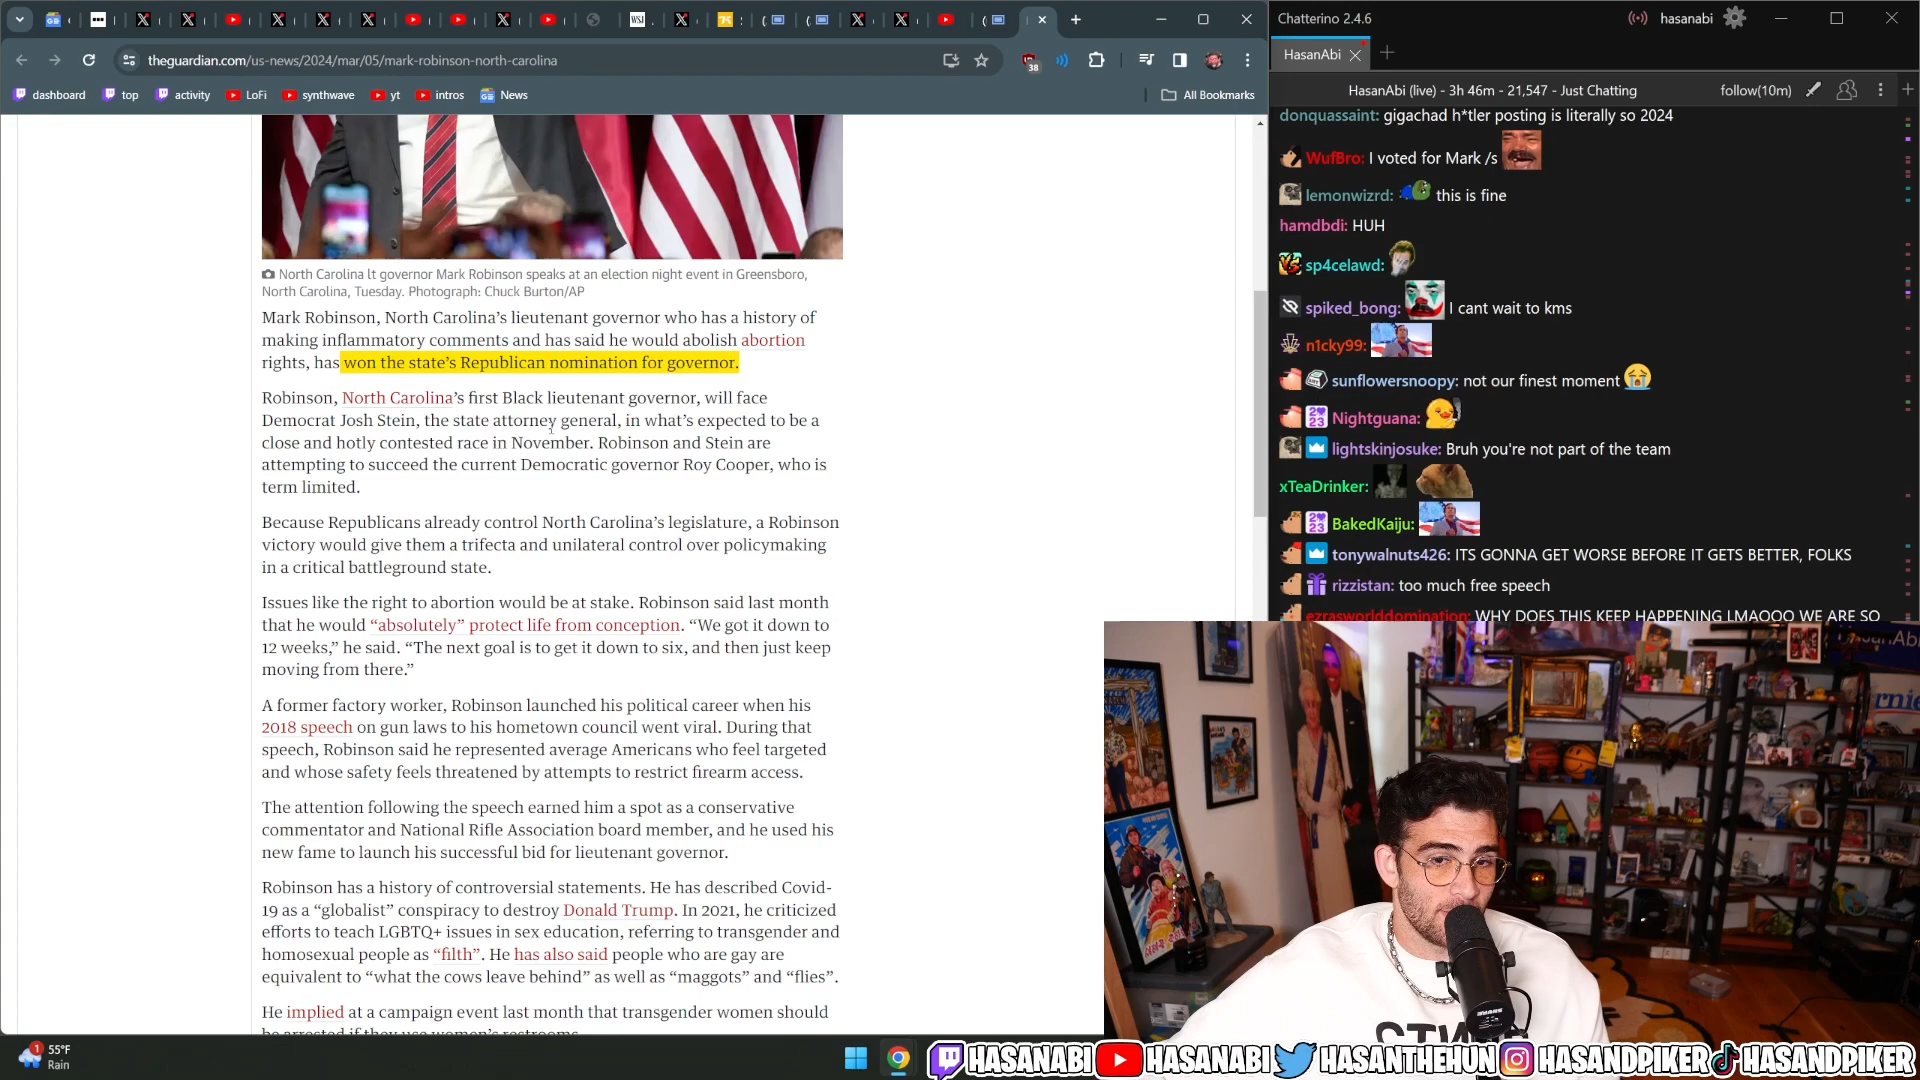 theguardian.com/us-news/2024/mar/05/mark-robinson-north-carolina
38
dashboard
top
activity
LoFi
synthwave
yt
intros
News
All Bookmarks
North Carolina lt governor Mark Robinson speaks at an election night event in Greensboro,
North Carolina, Tuesday. Photograph: Chuck Burton/AP
Mark Robinson, North Carolina’s lieutenant governor who has a history of
making inflammatory comments and has said he would abolish abortion
rights, has won the state’s Republican nomination for governor.
Robinson, North Carolina’s first Black lieutenant governor, will face
Democrat Josh Stein, the state attorney general, in what’s expected to be a
close and hotly contested race in November. Robinson and Stein are
attempting to succeed the current Democratic governor Roy Cooper, who is
term limited.
Because Republicans already control North Carolina’s legislature, a Robinson
victory would give them a trifecta and unilateral control over policymaking
in a critical battleground state.
Issues like the right to abortion would be at stake. Robinson said last month
that he would “absolutely” protect life from conception. “We got it down to
12 weeks,” he said. “The next goal is to get it down to six, and then just keep
moving from there.”
A former factory worker, Robinson launched his political career when his
2018 speech on gun laws to his hometown council went viral. During that
speech, Robinson said he represented average Americans who feel targeted
and whose safety feels threatened by attempts to restrict firearm access.
The attention following the speech earned him a spot as a conservative
commentator and National Rifle Association board member, and he used his
new fame to launch his successful bid for lieutenant governor.
Robinson has a history of controversial statements. He has described Covid-
19 as a “globalist” conspiracy to destroy Donald Trump. In 2021, he criticized
efforts to teach LGBTQ+ issues in sex education, referring to transgender and
homosexual people as “filth”. He has also said people who are gay are
equivalent to “what the cows leave behind” as well as “maggots” and “flies”.
He implied at a campaign event last month that transgender women should
be arrested if they use women’s restrooms.
Chatterino 2.4.6
hasanabi
HasanAbi
HasanAbi (live) - 3h 46m - 21,547 - Just Chatting
follow(10m)
donquassaint: gigachad h*tler posting is literally so 2024
WufBro: I voted for Mark /s
lemonwizrd: this is fine
hamdbdi: HUH
sp4celawd:
spiked_bong: I cant wait to kms
n1cky99:
sunflowersnoopy: not our finest moment
Nightguana:
lightskinjosuke: Bruh you're not part of the team
xTeaDrinker:
BakedKaiju:
tonywalnuts426: ITS GONNA GET WORSE BEFORE IT GETS BETTER, FOLKS
rizzistan: too much free speech
ezrasworlddomination: WHY DOES THIS KEEP HAPPENING LMAOOO WE ARE SO
1
55°F
Rain
HASANABI
HASANABI
HASANTHEHUN
HASANDPIKER
HASANDPIKER